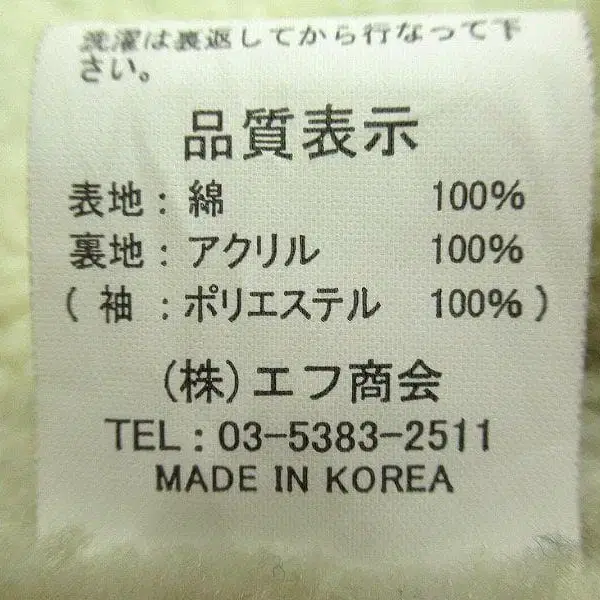 洗濯は裏返してから行なって下
さい。
品質表示
表地：綿 100%
裏地：アクリル 100%
( 袖 ：ポリエステル 100% )
(株)エフ商会
TEL：03-5383-2511
MADE IN KOREA